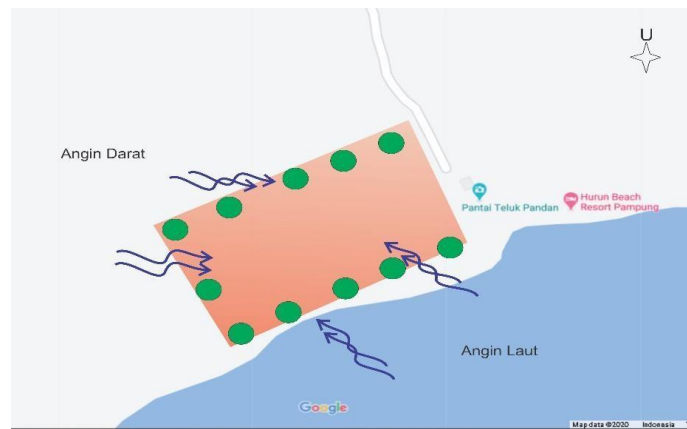 U
Angin Darat
Pantai Teluk Pandan
Hurun Beach
Resort Pampung
Angin Laut
Google
Map data ©2020 Indonesia